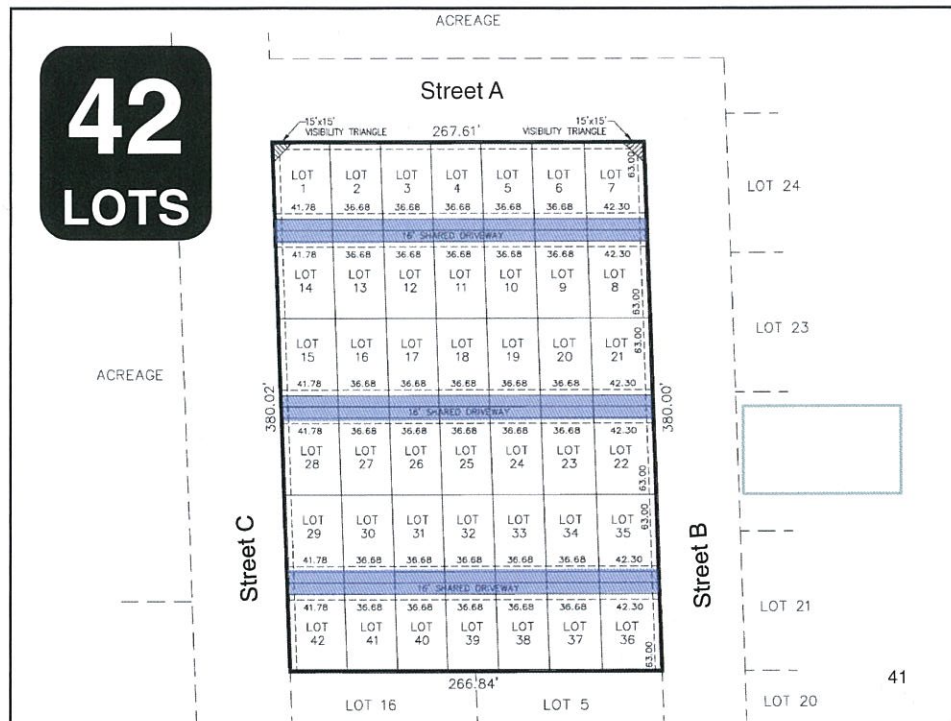 ACREAGE
42
LOTS
Street A
15'x15'
VISIBILITY TRIANGLE
267.61'
15'x15'
VISIBILITY TRIANGLE
LOT 1
LOT 2
LOT 3
LOT 4
LOT 5
LOT 6
LOT 7
63.00
41.78 36.68 36.68 36.68 36.68 36.68 42.30
16' SHARED DRIVEWAY
41.78 36.68 36.68 36.68 36.68 36.68 42.30
LOT 14
LOT 13
LOT 12
LOT 11
LOT 10
LOT 9
LOT 8
63.00
LOT 15
LOT 16
LOT 17
LOT 18
LOT 19
LOT 20
LOT 21
63.00
41.78 36.68 36.68 36.68 36.68 36.68 42.30
16' SHARED DRIVEWAY
41.78 36.68 36.68 36.68 36.68 36.68 42.30
LOT 28
LOT 27
LOT 26
LOT 25
LOT 24
LOT 23
LOT 22
63.00
LOT 29
LOT 30
LOT 31
LOT 32
LOT 33
LOT 34
LOT 35
63.00
41.78 36.68 36.68 36.68 36.68 36.68 42.30
16' SHARED DRIVEWAY
41.78 36.68 36.68 36.68 36.68 36.68 42.30
LOT 42
LOT 41
LOT 40
LOT 39
LOT 38
LOT 37
LOT 36
63.00
266.84'
380.02'
380.00'
ACREAGE
Street C
Street B
LOT 24
LOT 23
LOT 21
LOT 20
LOT 16
LOT 5
41